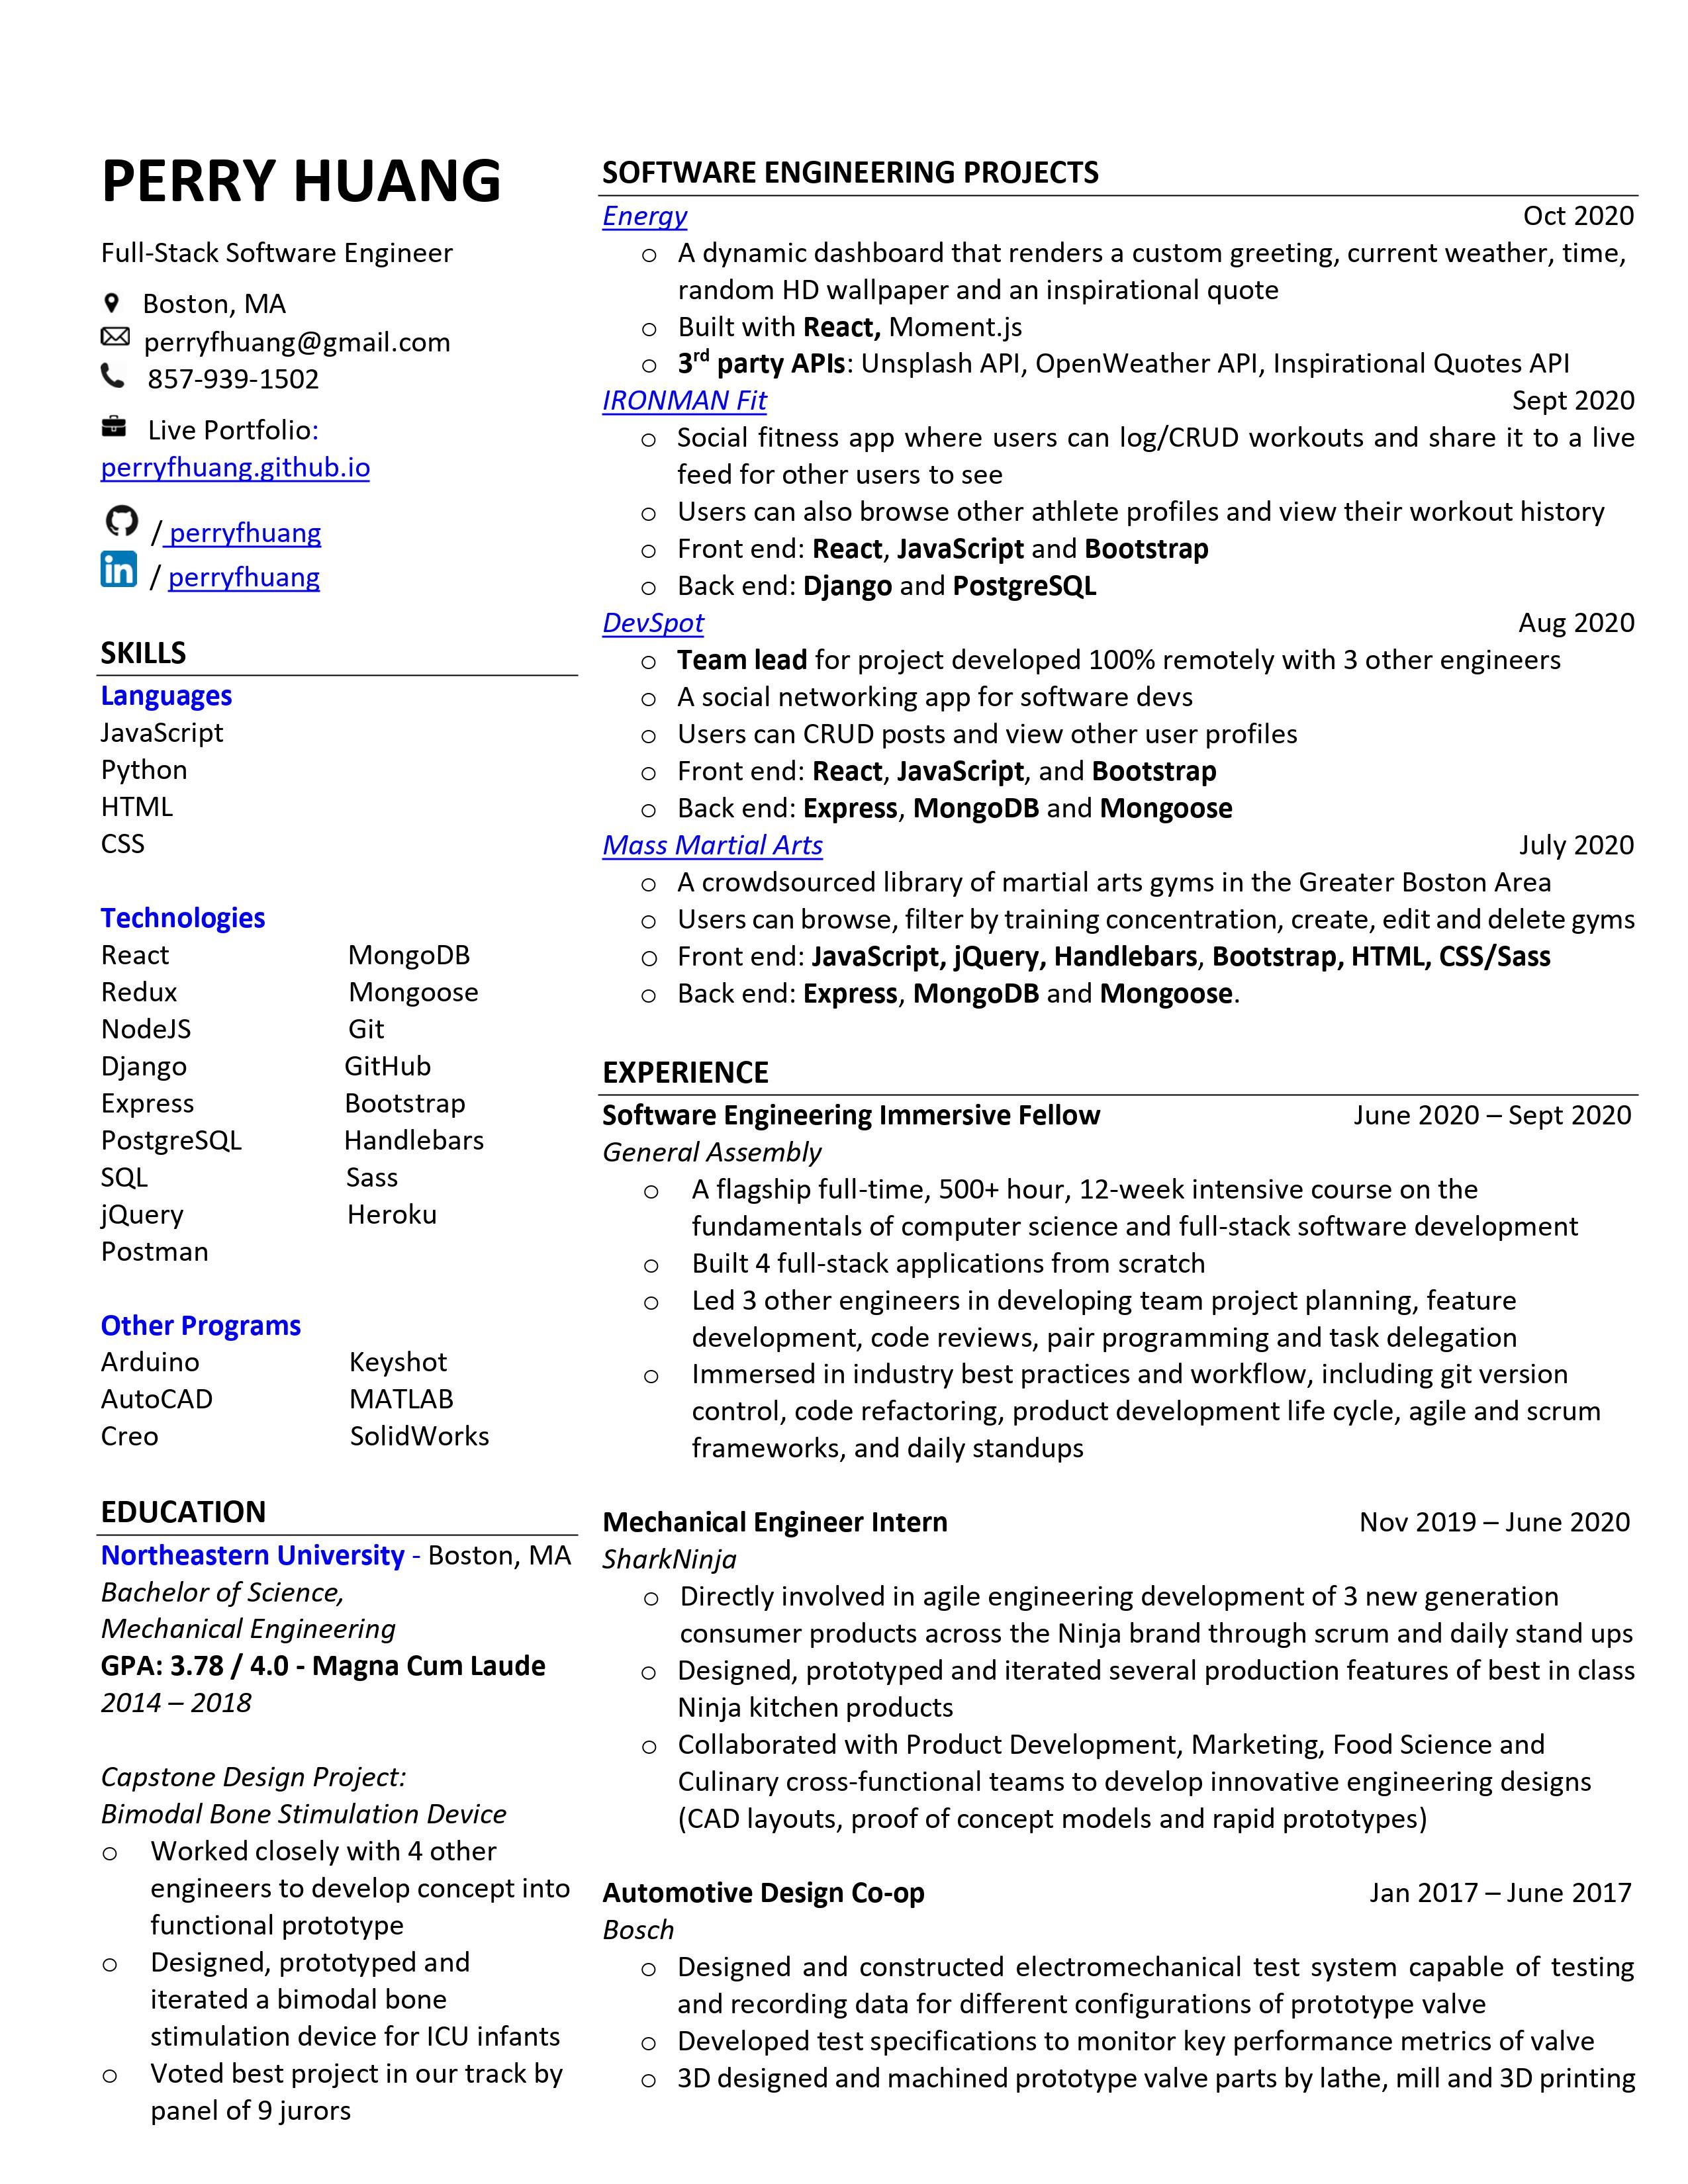 PERRY HUANG
Full-Stack Software Engineer
Boston, MA
perryfhuang@gmail.com
857-939-1502
Live Portfolio:
perryfhuang.github.io
/ perryfhuang
in / perryfhuang
SKILLS
Languages
JavaScript
Python
HTML
CSS
Technologies
React MongoDB
Redux Mongoose
NodeJS Git
Django GitHub
Express Bootstrap
PostgreSQL Handlebars
SQL Sass
jQuery Heroku
Postman
Other Programs
Arduino Keyshot
AutoCAD MATLAB
Creo SolidWorks
EDUCATION
Northeastern University - Boston, MA
Bachelor of Science,
Mechanical Engineering
GPA: 3.78 / 4.0 - Magna Cum Laude
2014 – 2018
Capstone Design Project:
Bimodal Bone Stimulation Device
o Worked closely with 4 other
engineers to develop concept into
functional prototype
o Designed, prototyped and
iterated a bimodal bone
stimulation device for ICU infants
o Voted best project in our track by
panel of 9 jurors
SOFTWARE ENGINEERING PROJECTS
Energy Oct 2020
o A dynamic dashboard that renders a custom greeting, current weather, time,
random HD wallpaper and an inspirational quote
o Built with React, Moment.js
o 3rd party APIs: Unsplash API, OpenWeather API, Inspirational Quotes API
IRONMAN Fit Sept 2020
o Social fitness app where users can log/CRUD workouts and share it to a live
feed for other users to see
o Users can also browse other athlete profiles and view their workout history
o Front end: React, JavaScript and Bootstrap
o Back end: Django and PostgreSQL
DevSpot Aug 2020
o Team lead for project developed 100% remotely with 3 other engineers
o A social networking app for software devs
o Users can CRUD posts and view other user profiles
o Front end: React, JavaScript, and Bootstrap
o Back end: Express, MongoDB and Mongoose
Mass Martial Arts July 2020
o A crowdsourced library of martial arts gyms in the Greater Boston Area
o Users can browse, filter by training concentration, create, edit and delete gyms
o Front end: JavaScript, jQuery, Handlebars, Bootstrap, HTML, CSS/Sass
o Back end: Express, MongoDB and Mongoose.
EXPERIENCE
Software Engineering Immersive Fellow June 2020 – Sept 2020
General Assembly
o A flagship full-time, 500+ hour, 12-week intensive course on the
fundamentals of computer science and full-stack software development
o Built 4 full-stack applications from scratch
o Led 3 other engineers in developing team project planning, feature
development, code reviews, pair programming and task delegation
o Immersed in industry best practices and workflow, including git version
control, code refactoring, product development life cycle, agile and scrum
frameworks, and daily standups
Mechanical Engineer Intern Nov 2019 – June 2020
SharkNinja
o Directly involved in agile engineering development of 3 new generation
consumer products across the Ninja brand through scrum and daily stand ups
o Designed, prototyped and iterated several production features of best in class
Ninja kitchen products
o Collaborated with Product Development, Marketing, Food Science and
Culinary cross-functional teams to develop innovative engineering designs
(CAD layouts, proof of concept models and rapid prototypes)
Automotive Design Co-op Jan 2017 – June 2017
Bosch
o Designed and constructed electromechanical test system capable of testing
and recording data for different configurations of prototype valve
o Developed test specifications to monitor key performance metrics of valve
o 3D designed and machined prototype valve parts by lathe, mill and 3D printing